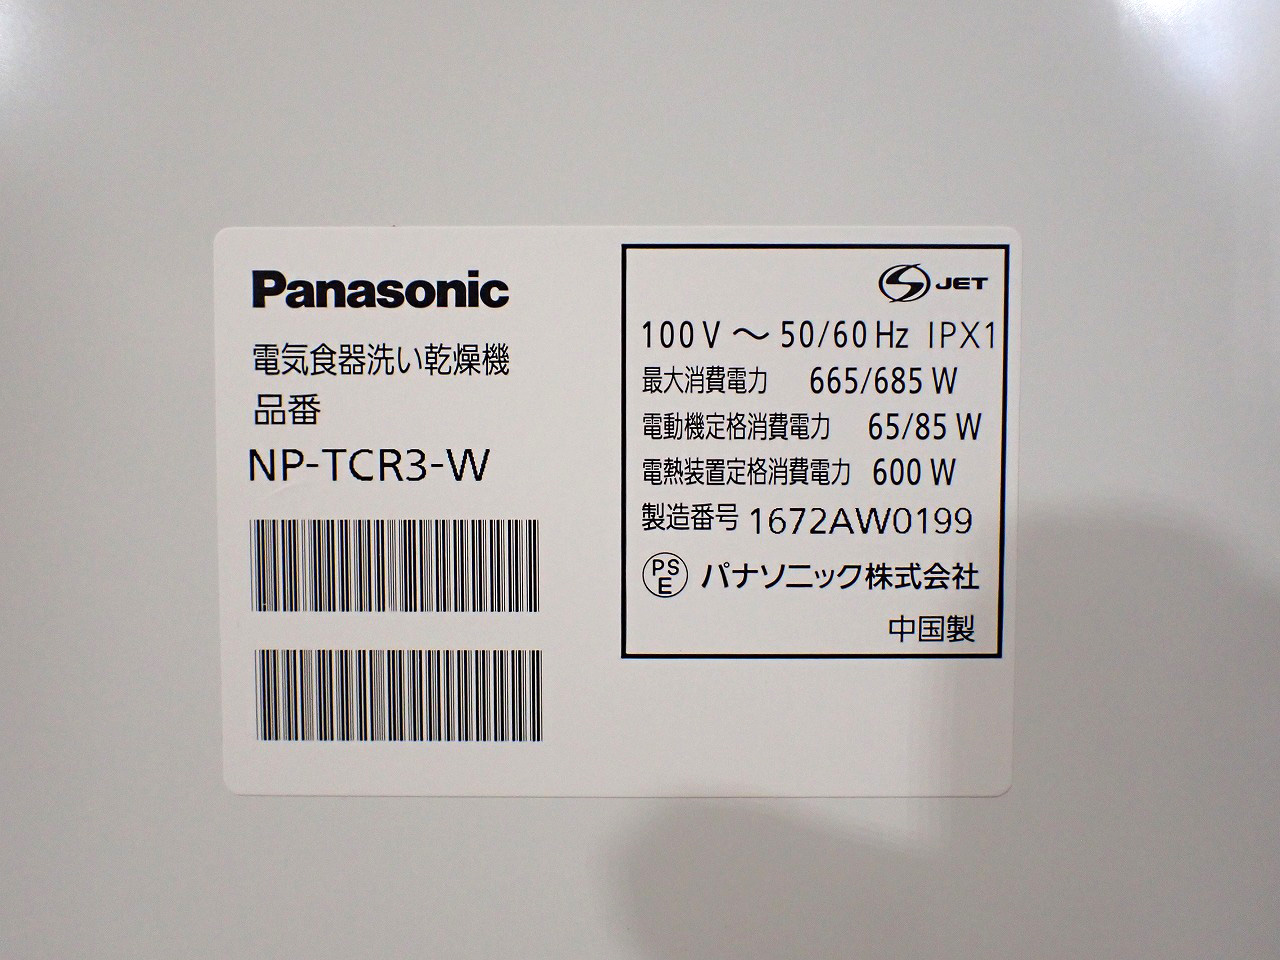 Panasonic
電気食器洗い乾燥機
品番
NP-TCR3-W
S JET
100V～50/60Hz IPX1
最大消費電力 665/685 W
電動機定格消費電力 65/85 W
電熱装置定格消費電力 600 W
製造番号 1672AW0199
PS
E パナソニック株式会社
中国製